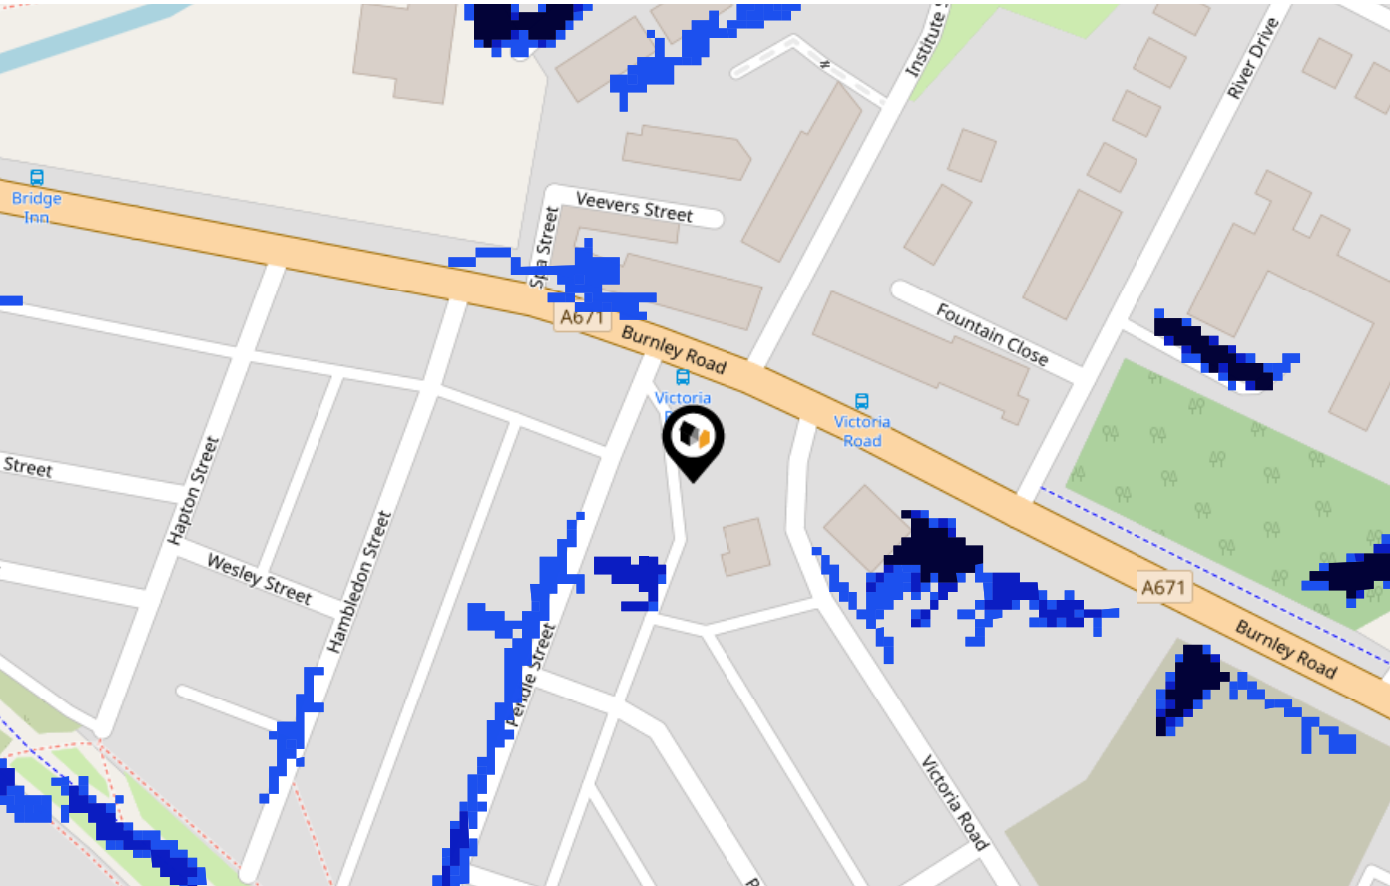 Institute S
River Drive
Bridge
Inn
Veevers Street
Spa Street
A671
Burnley Road
Fountain Close
Victoria
Victoria
Road
Street
Hapton Street
Wesley Street
Hambledon Street
A671
Burnley Road
Pendle Street
Victoria Road